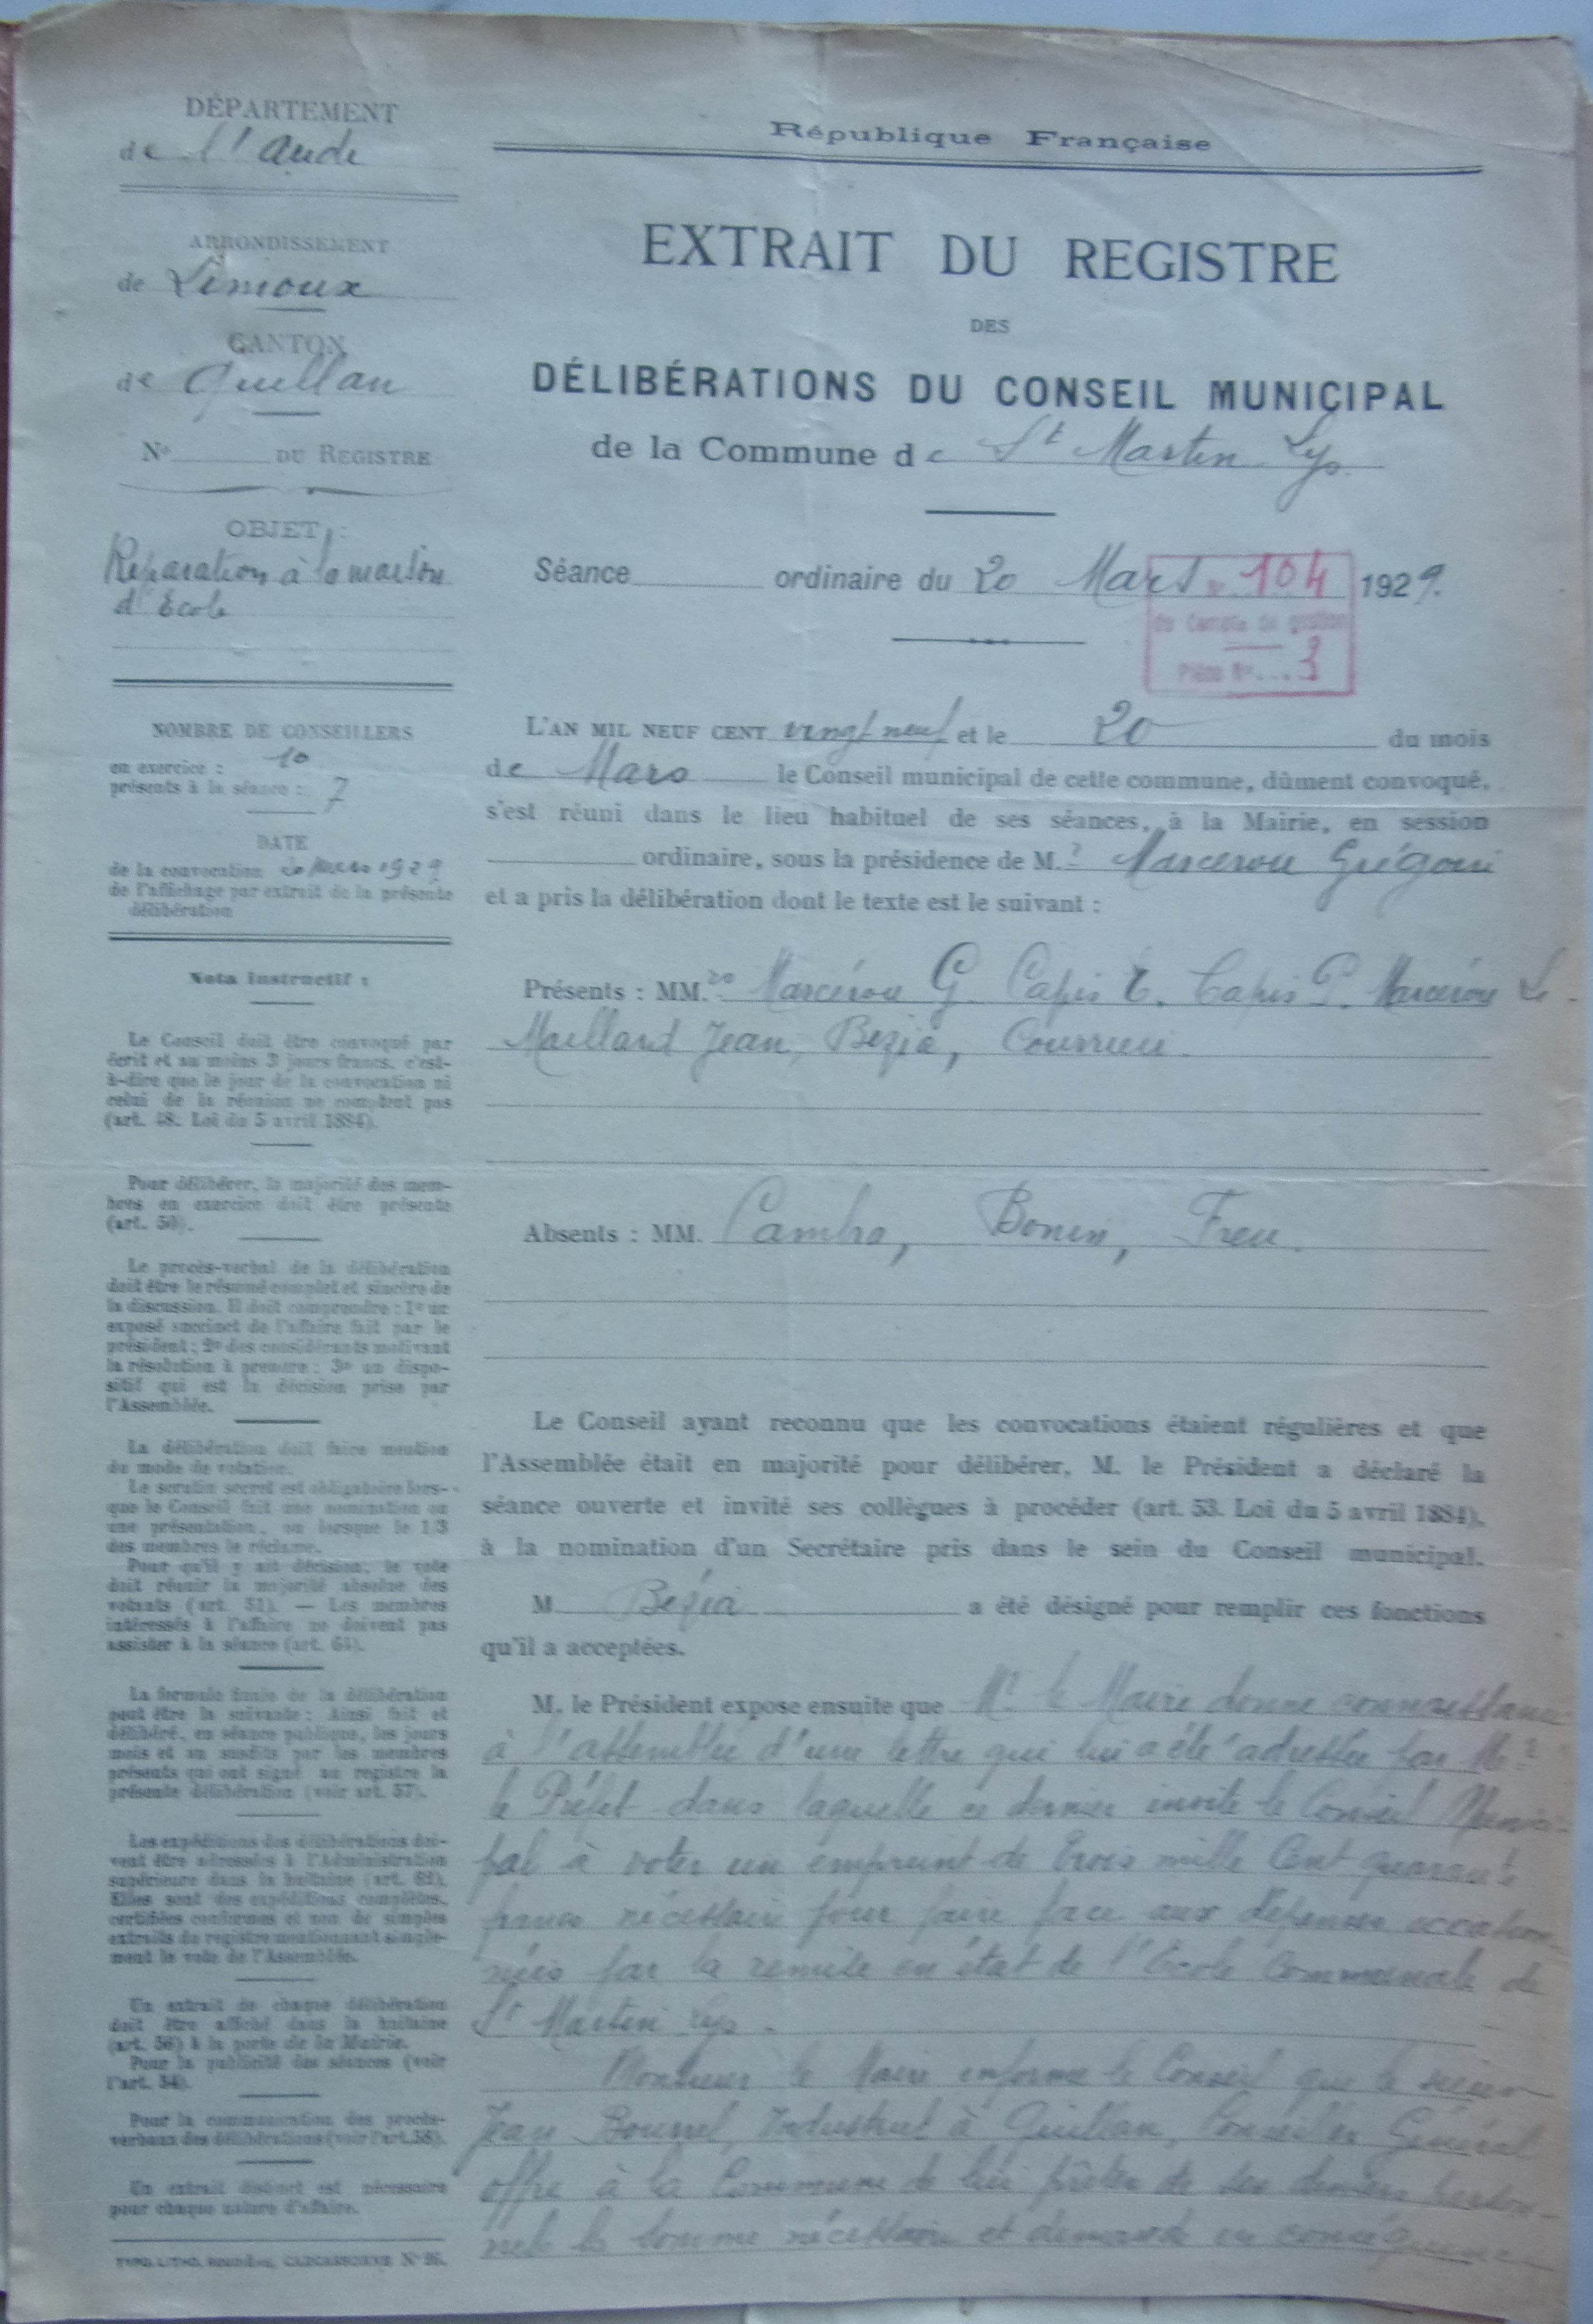 DÉPARTEMENT
de l'Aude
ARRONDISSEMENT
de Limoux
CANTON
de Quillan
N° DU REGISTRE
OBJET :
Réparation à la maison
d'École
NOMBRE DE CONSEILLERS
en exercice : 10
présents à la séance : 7
DATE
de la convocation 20 Mars 1929
de l'affichage par extrait de la présente
délibération
Nota Instructif :
Le Conseil doit être convoqué par
écrit et au moins 3 jours francs, c'est-
à-dire que le jour de la convocation ni
celui de la réunion ne comptent pas
(art. 48. Loi du 5 avril 1884).
Pour délibérer, la majorité des mem-
bres en exercice doit être présente
(art. 50).
Le procès-verbal de la délibération
doit être le résumé complet et sincère de
la discussion. Il doit comprendre : 1° un
exposé succinct de l'affaire fait par le
président ; 2° des considérants motivant
la résolution à prendre ; 3° un dispo-
sitif qui est la décision prise par
l'Assemblée.
La délibération doit faire mention
du mode de votation.
Le scrutin secret est obligatoire lors-
que le Conseil fait une nomination ou
une présentation, ou lorsque le 1/3
des membres le réclame.
Pour qu'il y ait décision, le vote
doit réunir la majorité absolue des
votants (art. 51). — Les membres
intéressés à l'affaire ne doivent pas
assister à la séance (art. 64).
La formule finale de la délibération
peut être la suivante : Ainsi fait et
délibéré, en séance publique, les jours
mois et an susdits par les membres
présents qui ont signé au registre la
présente délibération (voir art. 57).
Les expéditions des délibérations doi-
vent être adressées à l'Administration
supérieure dans la huitaine (art. 62).
Elles sont des expéditions complètes,
certifiées conformes et non de simples
extraits du registre mentionnant simple-
ment le vote de l'Assemblée.
Un extrait de chaque délibération
doit être affiché dans la huitaine
(art. 56) à la porte de la Mairie.
Pour la publicité des séances (voir
l'art. 54).
Pour la communication des procès-
verbaux des délibérations (voir l'art. 58).
Un extrait distinct est nécessaire
pour chaque nature d'affaire.
TYPO. LITHO. CARCASSONNE N° 26.
République Française
EXTRAIT DU REGISTRE
DES
DÉLIBÉRATIONS DU CONSEIL MUNICIPAL
de la Commune de St Martin Lys
Séance ordinaire du 20 Mars 1929.
104
du Compte de gestion
Pièce N° ... 3
L'AN MIL NEUF CENT vingt neuf et le 20 du mois
de Mars le Conseil municipal de cette commune, dûment convoqué,
s'est réuni dans le lieu habituel de ses séances, à la Mairie, en session
ordinaire, sous la présidence de M. Marcerou Grégoire
et a pris la délibération dont le texte est le suivant :
Présents : MM. Marcérou G. Capis E. Capis P. Marcérou L.
Maillard Jean, Bezia,
Absents : MM. Bonen,
Le Conseil ayant reconnu que les convocations étaient régulières et que
l'Assemblée était en majorité pour délibérer, M. le Président a déclaré la
séance ouverte et invité ses collègues à procéder (art. 53. Loi du 5 avril 1884),
à la nomination d'un Secrétaire pris dans le sein du Conseil municipal.
M Bezia a été désigné pour remplir ces fonctions
qu'il a acceptées.
M. le Président expose ensuite que Mr le Maire donne connaissance
à l'assemblée d'une lettre qui lui a été adressée par Mr
le Préfet dans laquelle ce dernier invite le Conseil Munici-
pal à voter un emprunt de Trois mille Cent quarante
francs nécessaire pour faire face aux dépenses occasion-
nées par la remise en état de l'École Communale de
St Martin Lys.
Monsieur le Maire informe le Conseil que le sieur
Jean Bourrel, Industriel à Quillan, Conseiller Général
offre à la Commune de lui prêter de ses deniers person-
nels la somme nécessaire et demande en conséquence